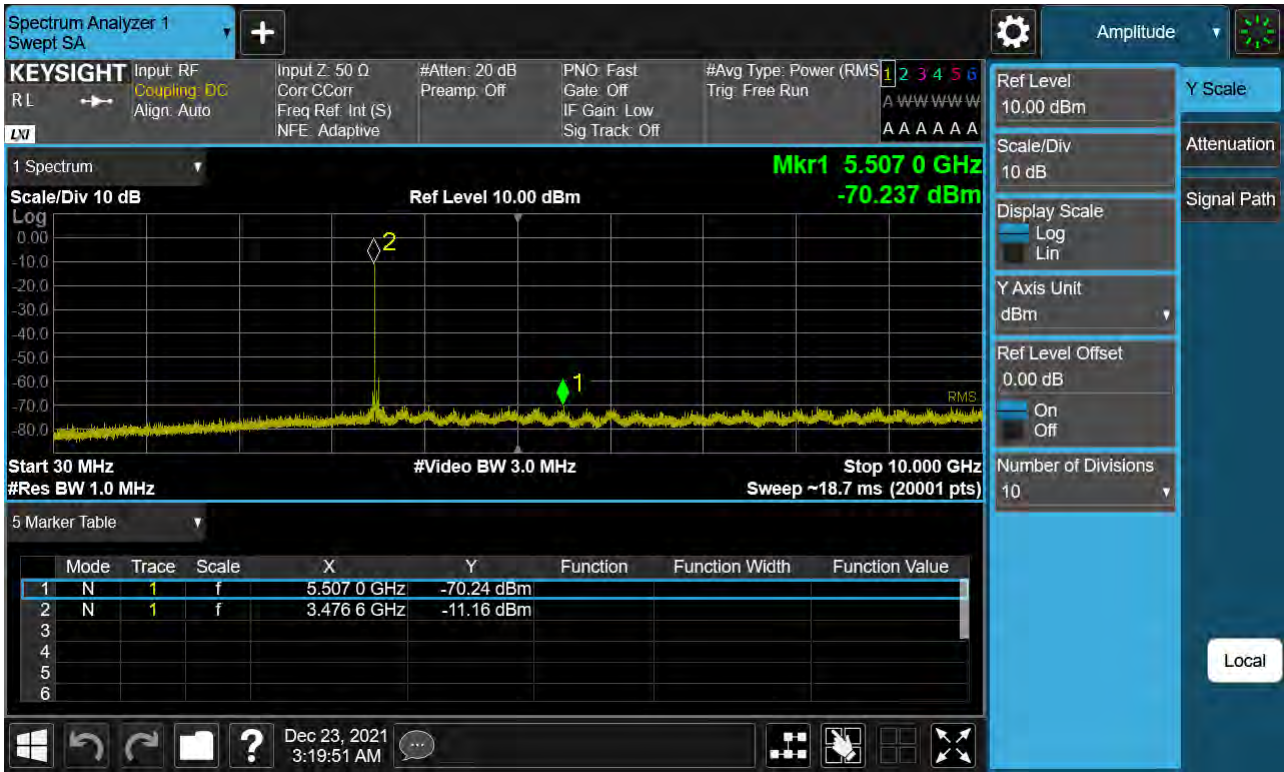 Spectrum Analyzer 1
Swept SA
+
Amplitude
KEYSIGHT
RL
LXI
Input: RF
Coupling: DC
Align: Auto
Input Z: 50 Ω
Corr CCorr
Freq Ref: Int (S)
NFE: Adaptive
#Atten: 20 dB
Preamp: Off
PNO: Fast
Gate: Off
IF Gain: Low
Sig Track: Off
#Avg Type: Power (RMS
Trig: Free Run
1 2 3 4 5 6
A W W W W W
A A A A A A
1 Spectrum
Mkr1 5.507 0 GHz
-70.237 dBm
Scale/Div 10 dB
Ref Level 10.00 dBm
Log
0.00
-10.0
-20.0
-30.0
-40.0
-50.0
-60.0
-70.0
-80.0
2
1
RMS
Start 30 MHz
#Video BW 3.0 MHz
Stop 10.000 GHz
#Res BW 1.0 MHz
Sweep ~18.7 ms (20001 pts)
5 Marker Table
Mode Trace Scale X Y Function Function Width Function Value
1 N 1 f 5.507 0 GHz -70.24 dBm
2 N 1 f 3.476 6 GHz -11.16 dBm
3
4
5
6
Ref Level
10.00 dBm
Scale/Div
10 dB
Display Scale
Log
Lin
Y Axis Unit
dBm
Ref Level Offset
0.00 dB
On
Off
Number of Divisions
10
Y Scale
Attenuation
Signal Path
Local
?
Dec 23, 2021
3:19:51 AM